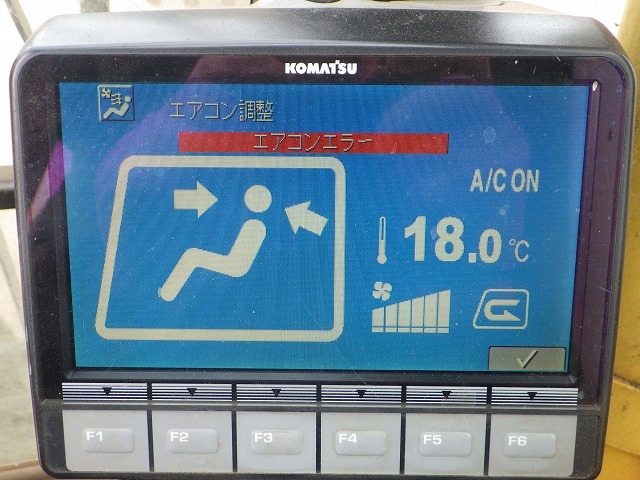 KOMATSU
エアコン調整
エアコンエラー
A/C ON
18.0 ℃
F1 F2 F3 F4 F5 F6